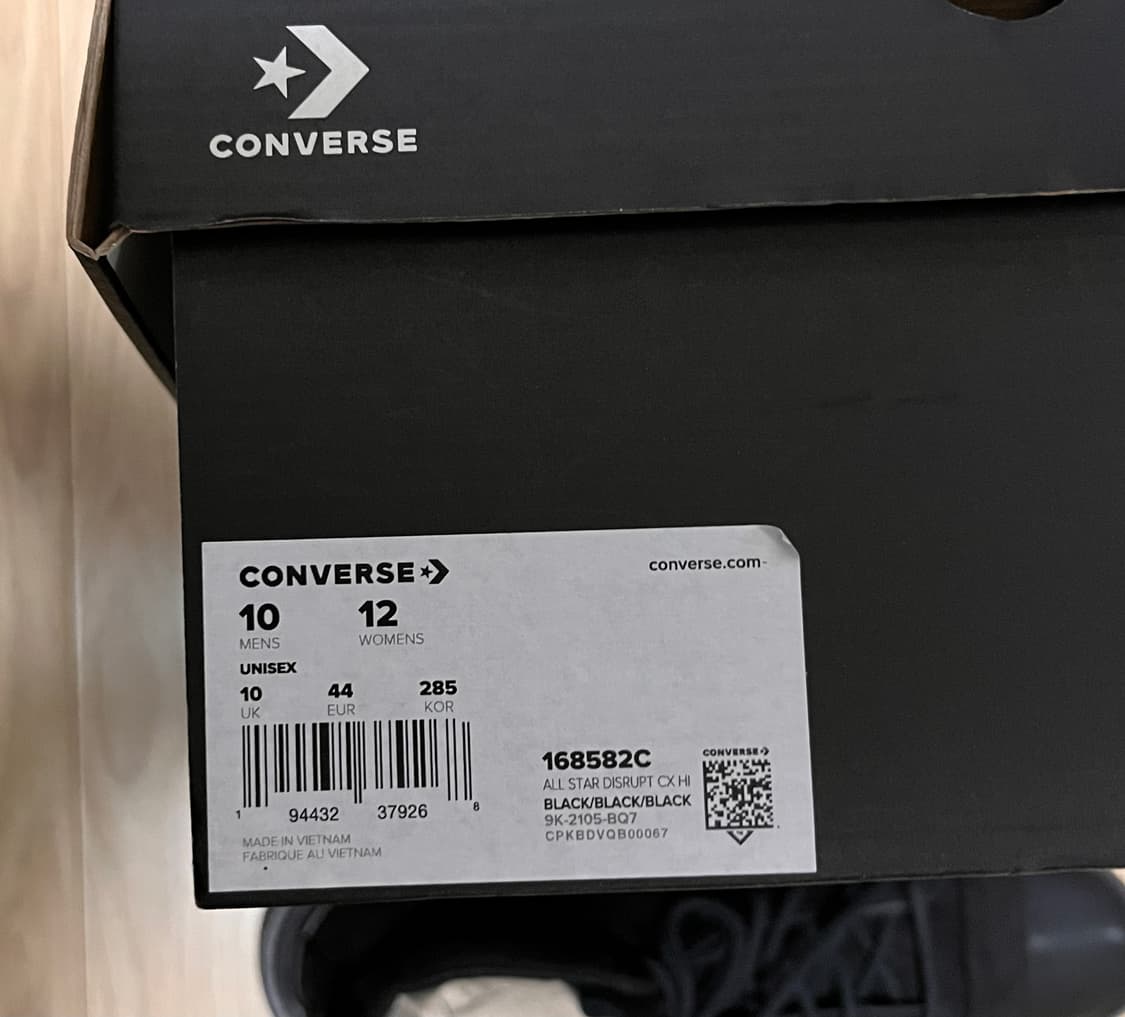 CONVERSE
CONVERSE
converse.com
10 12
MENS WOMENS
UNISEX
10 44 285
UK EUR KOR
1 94432 37926 8
MADE IN VIETNAM
FABRIQUE AU VIETNAM
168582C
ALL STAR DISRUPT CX HI
BLACK/BLACK/BLACK
9K-2105-BQ7
CPKBDVQB00067
CONVERSE